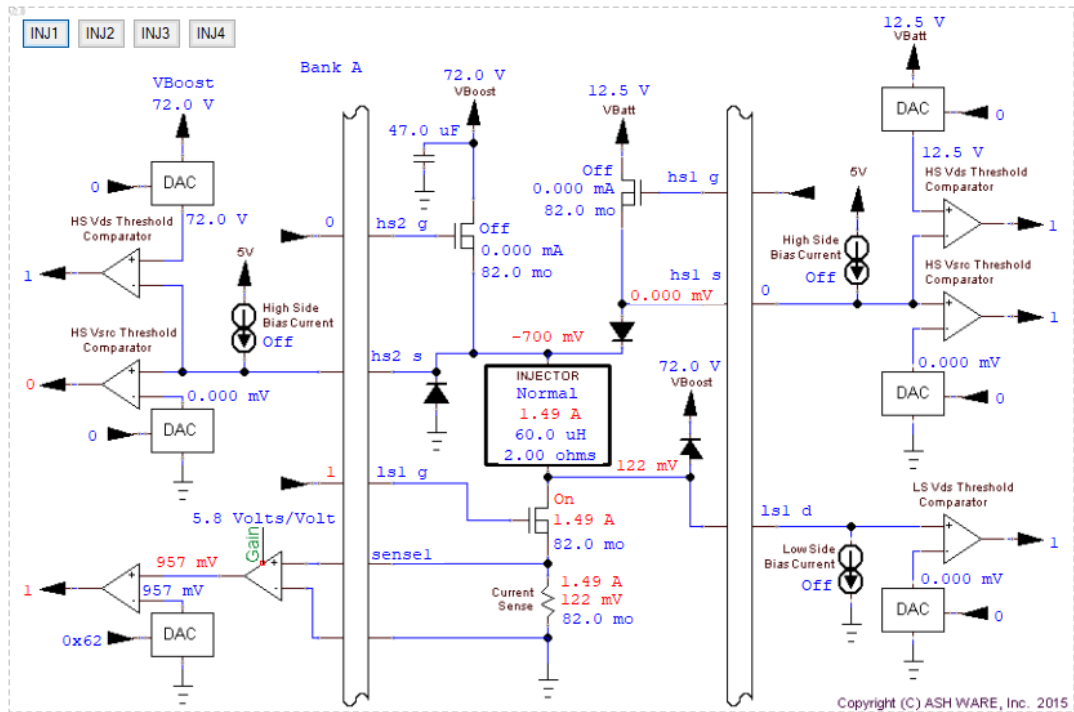 INJ1 INJ2 INJ3 INJ4
Bank A
VBoost
72.0 V
DAC
0
72.0 V
HS Vds Threshold
Comparator
1
5V
High Side
Bias Current
Off
HS Vsrc Threshold
Comparator
0
0.000 mV
DAC
0
5.8 Volts/Volt
Gain
957 mV
957 mV
1
DAC
0x62
0
hs2 g
hs2 s
1
ls1 g
sense1
47.0 uF
72.0 V
VBoost
Off
0.000 mA
82.0 mo
12.5 V
VBatt
Off
0.000 mA
82.0 mo
hs1 g
hs1 s
0.000 mV
-700 mV
INJECTOR
Normal
1.49 A
60.0 uH
2.00 ohms
72.0 V
VBoost
122 mV
On
1.49 A
82.0 mo
Current
Sense
1.49 A
122 mV
82.0 mo
12.5 V
VBatt
DAC
0
12.5 V
HS Vds Threshold
Comparator
1
5V
High Side
Bias Current
Off
0
HS Vsrc Threshold
Comparator
1
0.000 mV
DAC
0
ls1 d
LS Vds Threshold
Comparator
1
Low Side
Bias Current
Off
0.000 mV
DAC
0
Copyright (C) ASH WARE, Inc. 2015